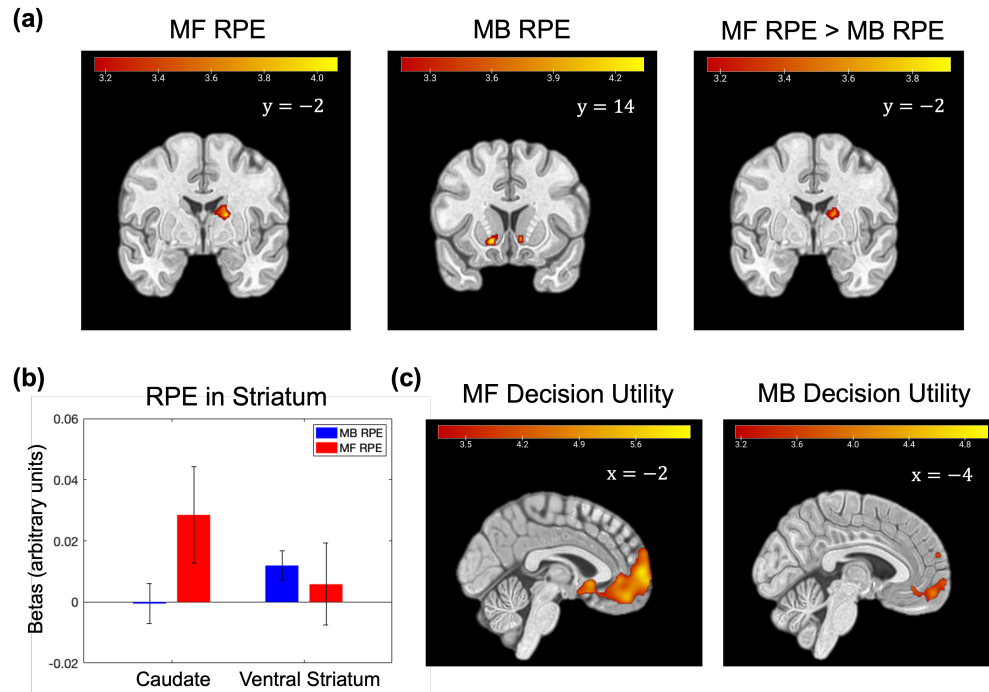 (a)
MF RPE
MB RPE
MF RPE > MB RPE
3.2 3.4 3.6 3.8 4.0
3.3 3.6 3.9 4.2
3.2 3.4 3.6 3.8
y = −2
y = 14
y = −2
(b)
RPE in Striatum
0.06
0.04
0.02
0
-0.02
Betas (arbitrary units)
MB RPE
MF RPE
Caudate
Ventral Striatum
(c)
MF Decision Utility
MB Decision Utility
3.5 4.2 4.9 5.6
3.2 3.6 4.0 4.4 4.8
x = −2
x = −4